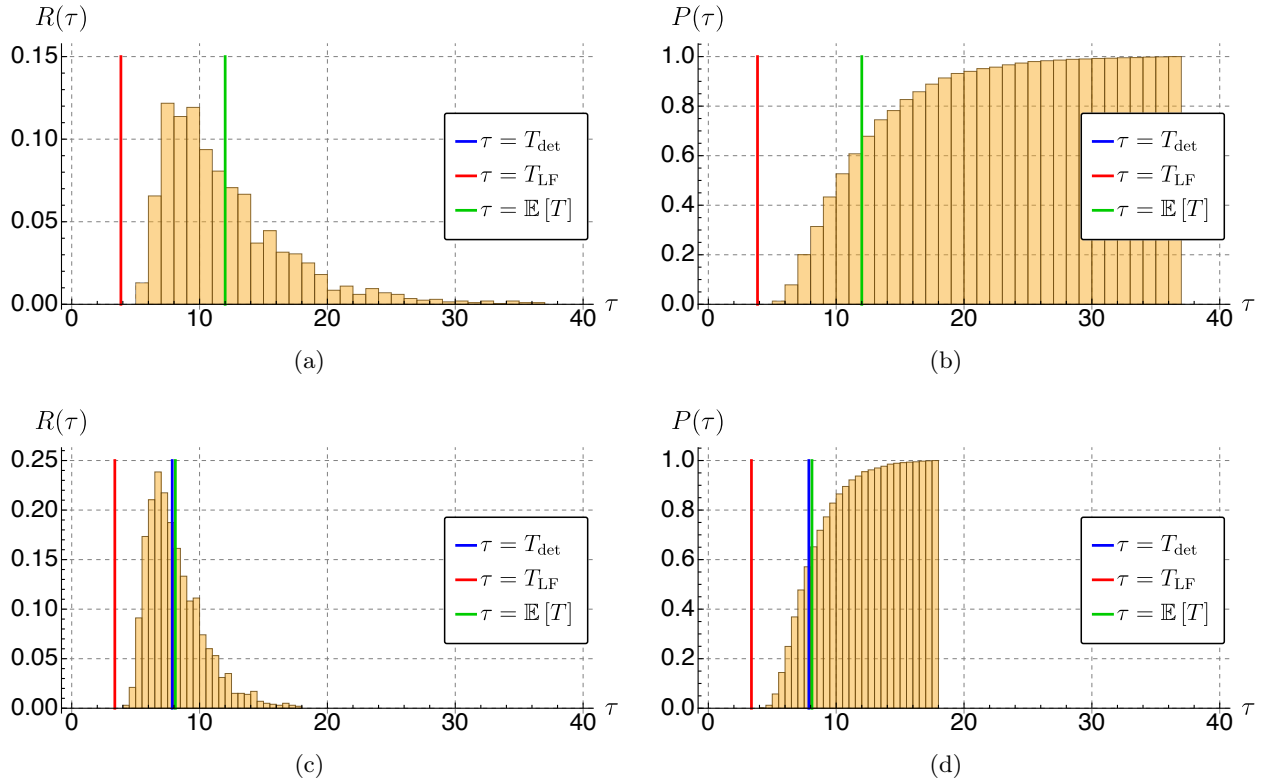 R(τ)
0.15
0.10
0.05
0.00
0 10 20 30 40 τ
τ = T_det
τ = T_LF
τ = 𝔼 [T]
(a)
P(τ)
1.0
0.8
0.6
0.4
0.2
0.0
0 10 20 30 40 τ
τ = T_det
τ = T_LF
τ = 𝔼 [T]
(b)
R(τ)
0.25
0.20
0.15
0.10
0.05
0.00
0 10 20 30 40 τ
τ = T_det
τ = T_LF
τ = 𝔼 [T]
(c)
P(τ)
1.0
0.8
0.6
0.4
0.2
0.0
0 10 20 30 40 τ
τ = T_det
τ = T_LF
τ = 𝔼 [T]
(d)